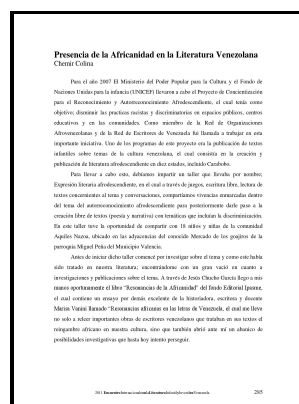 Presencia de la Africanidad en la Literatura Venezolana
Chemir Colina
Para el año 2007 El Ministerio del Poder Popular para la Cultura y el Fondo de
Naciones Unidas para la infancia (UNICEF) llevaron a cabo el Proyecto de Concientización
para el Reconocimiento y Autoreconocimiento Afrodescendiente, el cual tenía como
objetivo; disminuir las practicas racistas y discriminatorias en espacios públicos, centros
educativos y en las comunidades. Como miembro de la Red de Organizaciones
Afrovenezolanas y de la Red de Escritores de Venezuela fui llamada a trabajar en esta
importante iniciativa. Uno de los programas de este proyecto era la publicación de textos
infantiles sobre temas de la cultura venezolana, el cual consistía en la creación y
publicación de literatura afrodescendiente en diez estados, incluido Carabobo.
Para llevar a cabo este, debíamos impartir un taller que llevaba por nombre;
Expresión literaria afrodescendiente, en el cual a través de juegos, escritura libre, lectura de
textos concernientes al tema y conversaciones, compartíamos vivencias enmarcadas dentro
del tema del autoreconocimiento afrodescendiente para posteriormente darle paso a la
creación libre de textos (poesía y narrativa) con temáticas que incluían la discriminación.
En este taller tuve la oportunidad de compartir con 18 niños y niñas de la comunidad
Aquiles Nazoa, ubicada en las adyacencias del conocido Mercado de los goajiros de la
parroquia Miguel Peña del Municipio Valencia.
Antes de iniciar dicho taller comencé por investigar sobre el tema y como este había
sido tratado en nuestra literatura; encontrándome con un gran vació en cuanto a
investigaciones y publicaciones sobre el tema. A través de Jesús Chucho García llego a mis
manos oportunamente el libro “Resonancias de la Africanidad” del fondo Editorial Ipasme,
el cual contiene un ensayo por demás excelente de la historiadora, escritora y docente
Marisa Vannini llamado “Resonancias africanas en las letras de Venezuela, el cual me llevo
no solo a releer importantes obras de escritores venezolanos que trataban en sus textos el
reingambre africano en nuestra cultura, sino que también abrió ante mi un abanico de
posibilidades investigativas que hasta hoy intento perseguir.
285